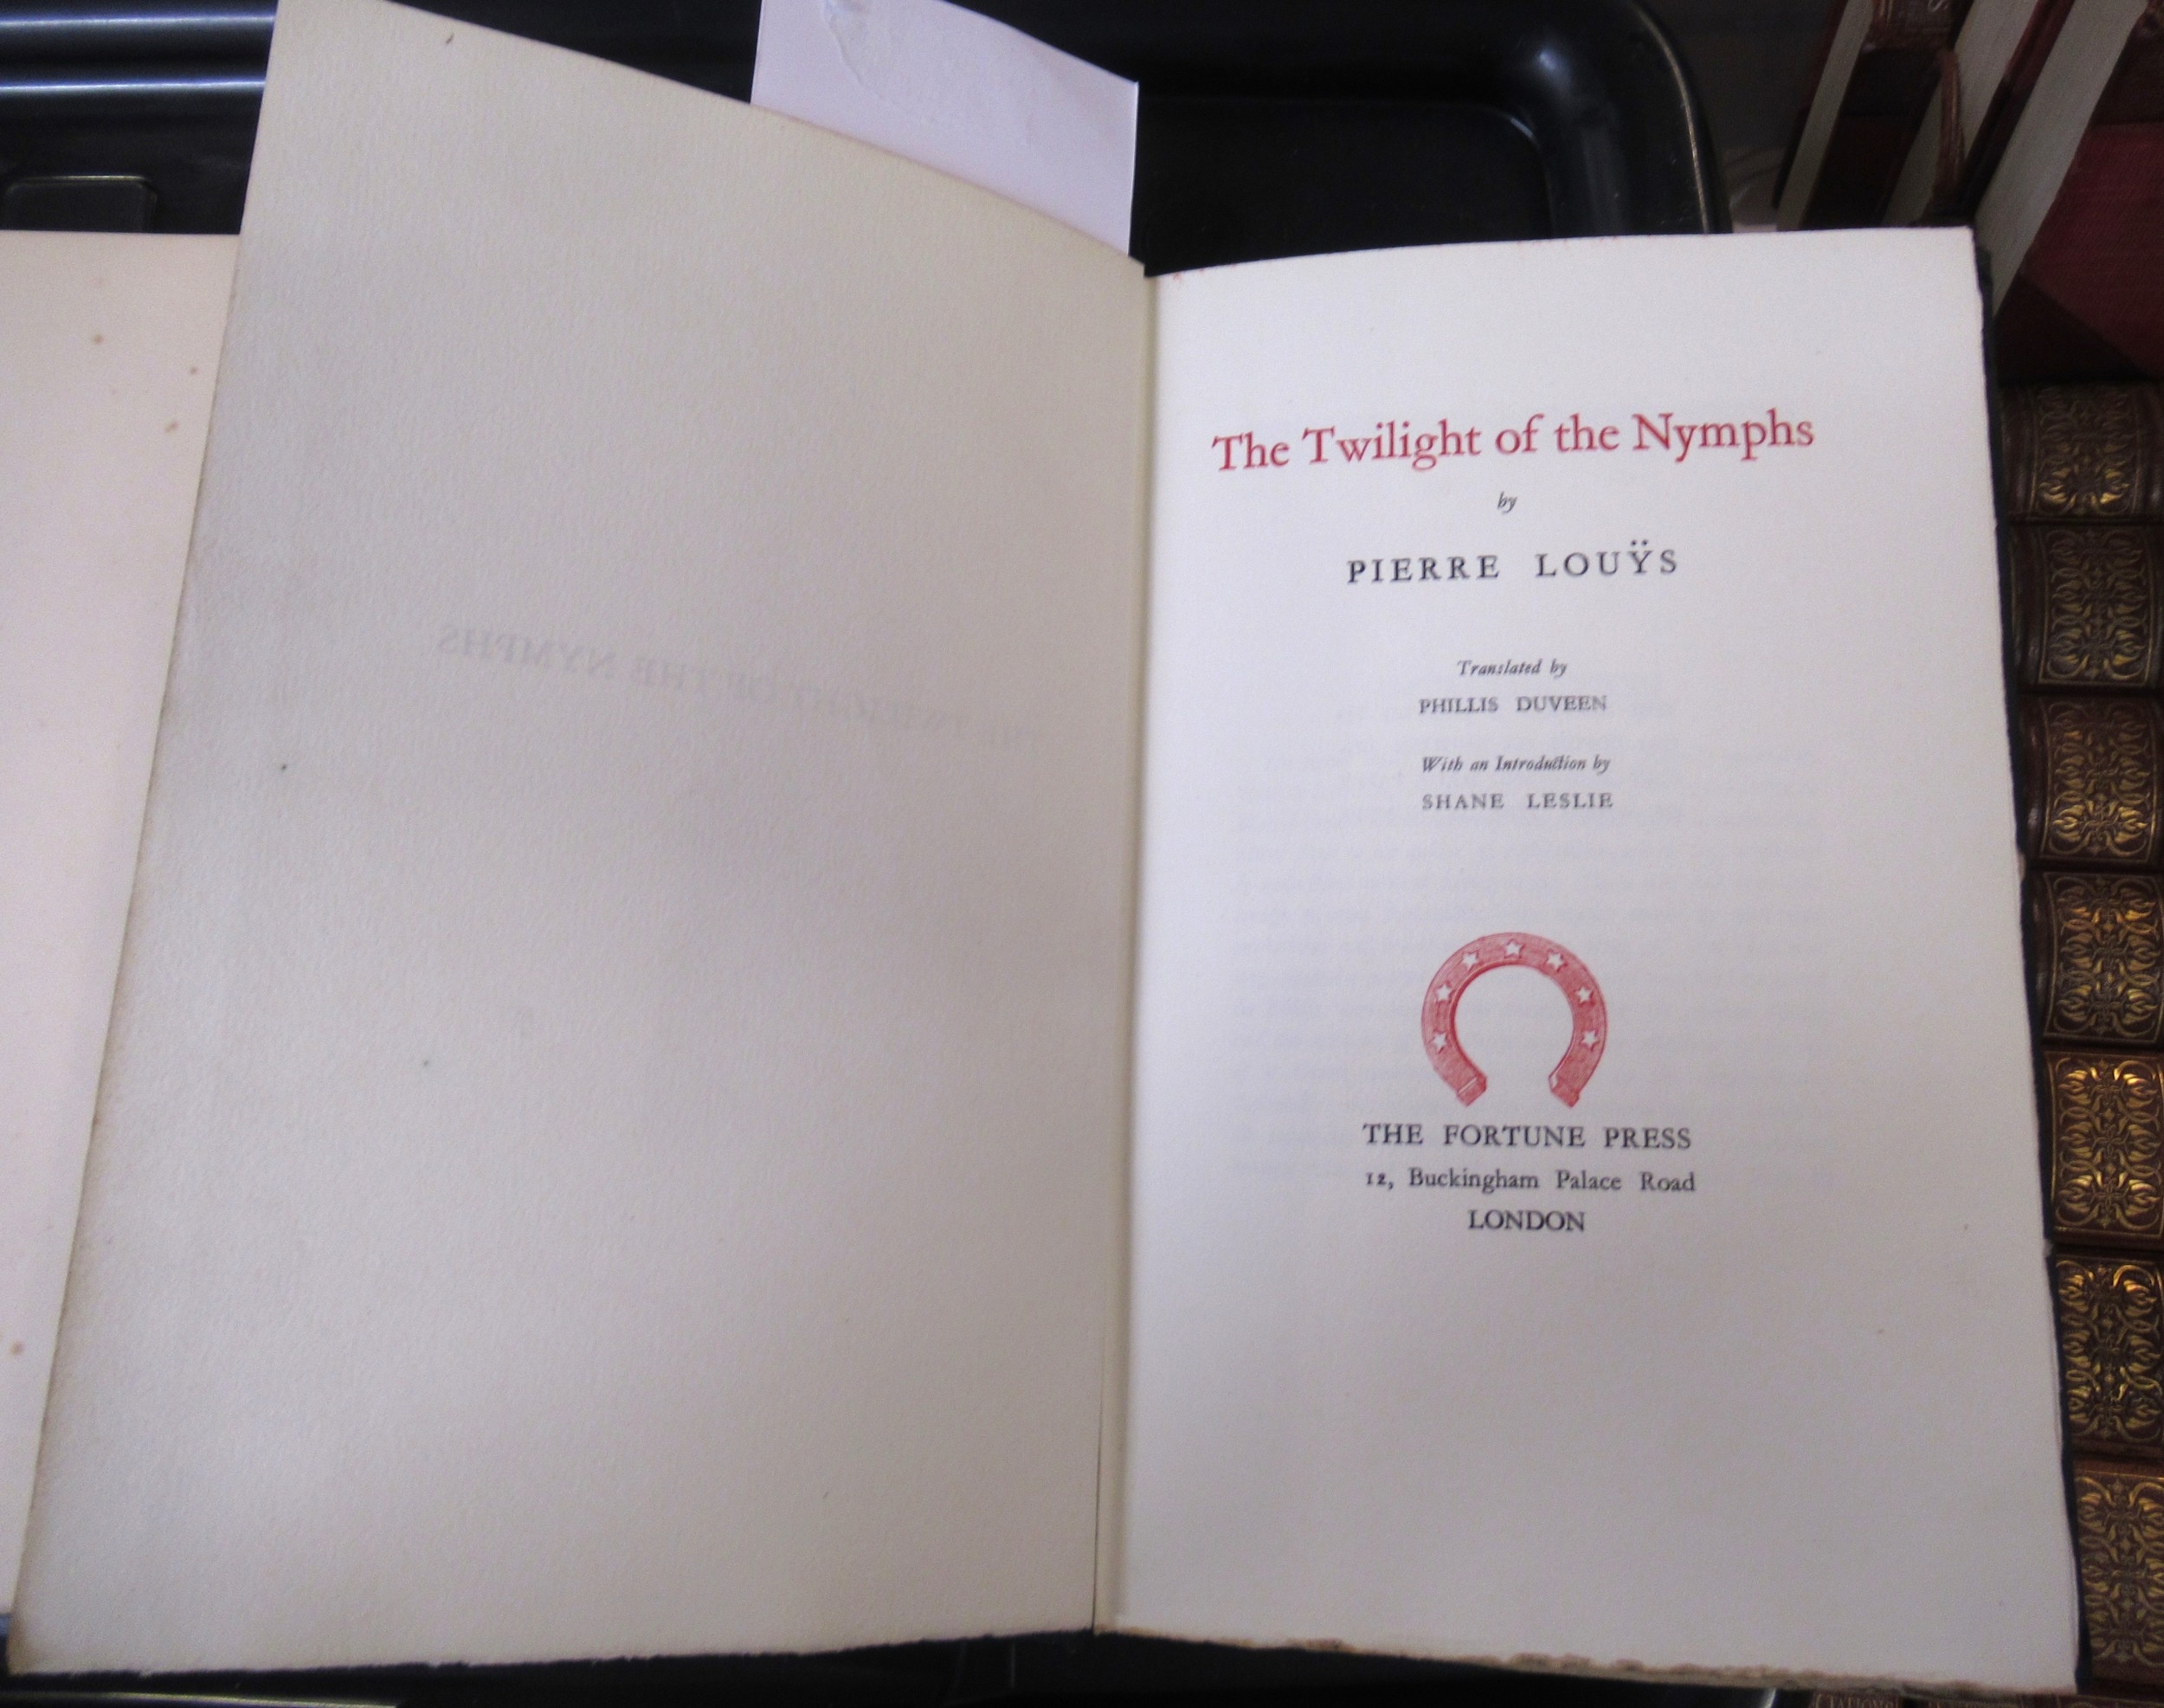 The Twilight of the Nymphs
by
PIERRE LOUŸS
Translated by
PHILLIS DUVEEN
With an Introduction by
SHANE LESLIE
THE FORTUNE PRESS
12, Buckingham Palace Road
LONDON